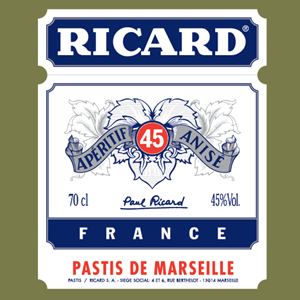 RICARD®
APÉRITIF 45 ANISÉ
70 cl Paul Ricard 45% Vol.
FRANCE
PASTIS DE MARSEILLE
PASTIS / RICARD S. A. - SIEGE SOCIAL: 4 ET 6, RUE BERTHELOT - 13014 MARSEILLE